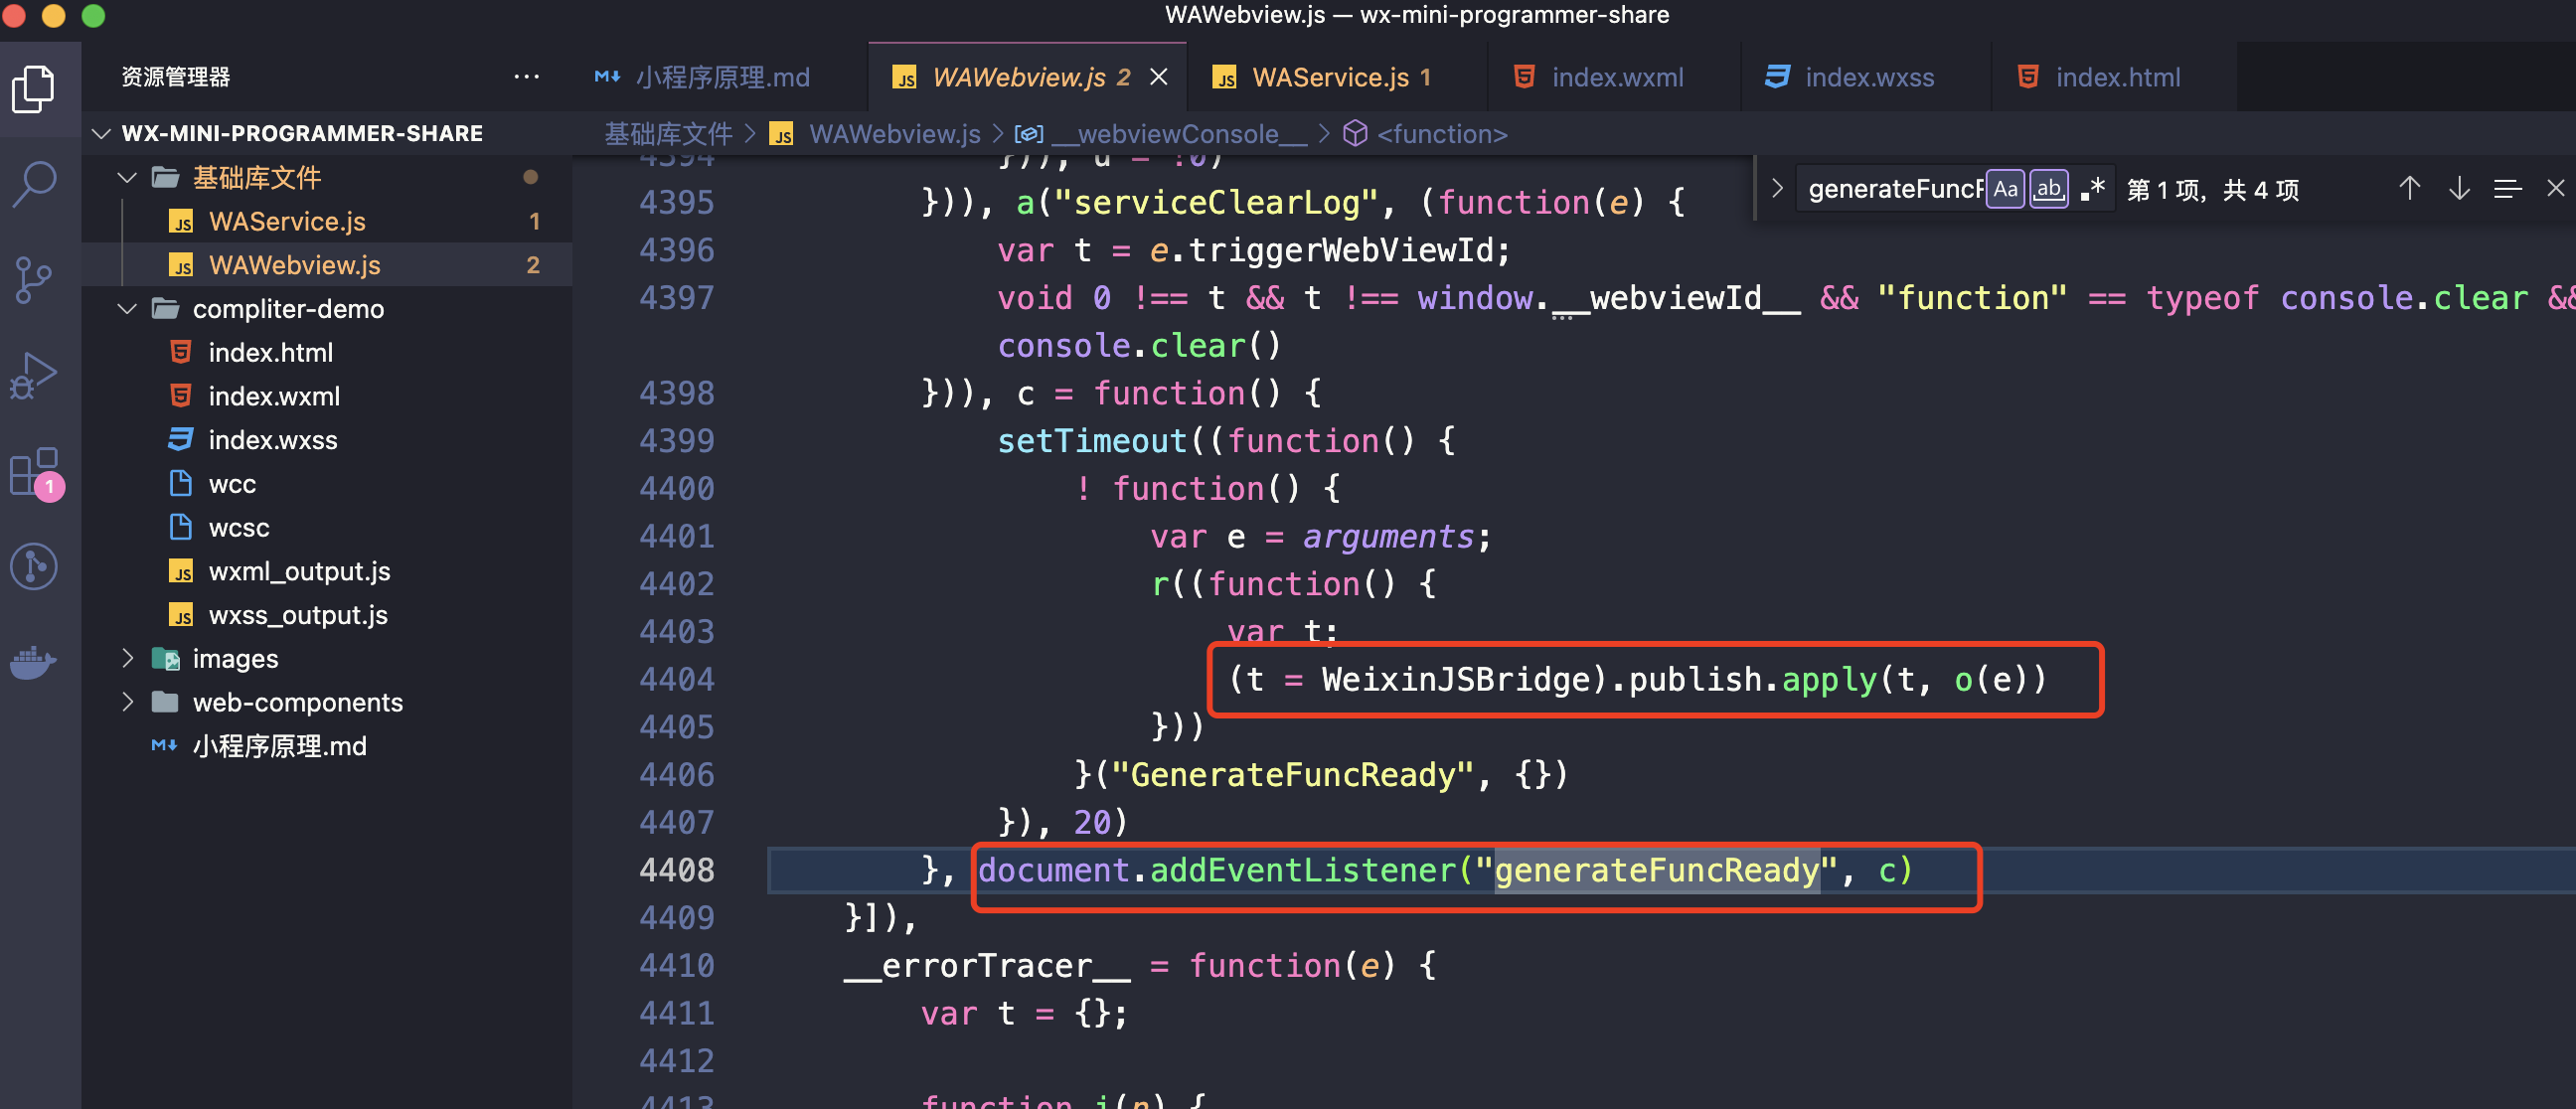 WAWebview.js — wx-mini-programmer-share
资源管理器
小程序原理.md
WAWebview.js 2
WAService.js 1
index.wxml
index.wxss
index.html
WX-MINI-PROGRAMMER-SHARE
基础库文件 > WAWebview.js > __webviewConsole__ > <function>
基础库文件
WAService.js 1
WAWebview.js 2
compliter-demo
index.html
index.wxml
index.wxss
wcc
wcsc
wxml_output.js
wxss_output.js
images
web-components
小程序原理.md
1
generateFuncF Aa ab .* 第 1 项，共 4 项
4394 })), u = !0)
4395 })), a("serviceClearLog", (function(e) {
4396 var t = e.triggerWebViewId;
4397 void 0 !== t && t !== window.__webviewId__ && "function" == typeof console.clear &&
console.clear()
4398 })), c = function() {
4399 setTimeout((function() {
4400 ! function() {
4401 var e = arguments;
4402 r((function() {
4403 var t;
4404 (t = WeixinJSBridge).publish.apply(t, o(e))
4405 }))
4406 }("GenerateFuncReady", {})
4407 }), 20)
4408 }, document.addEventListener("generateFuncReady", c)
4409 }]),
4410 __errorTracer__ = function(e) {
4411 var t = {};
4412
4413 function i(n) {